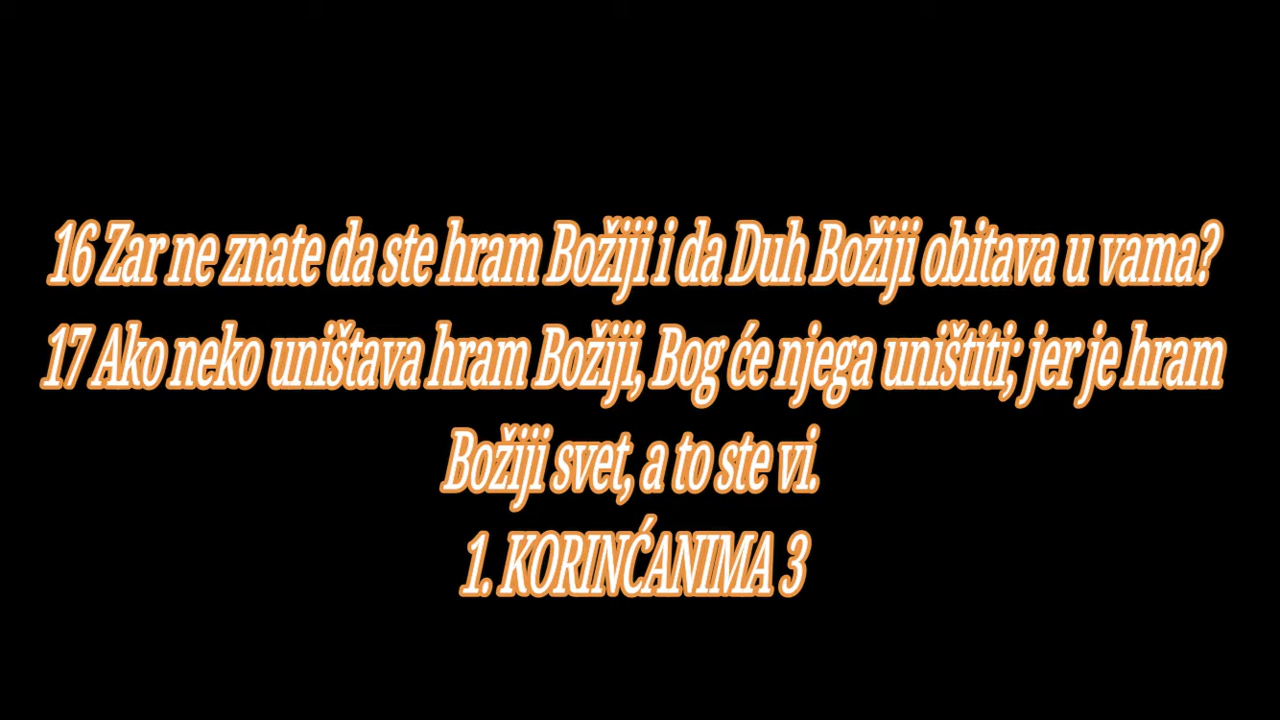 16 Zar ne znate da ste hram Božiji i da Duh Božiji obitava u vama?
17 Ako neko uništava hram Božiji, Bog će njega uništiti; jer je hram
Božiji svet, a to ste vi.
1. KORINĆANIMA 3